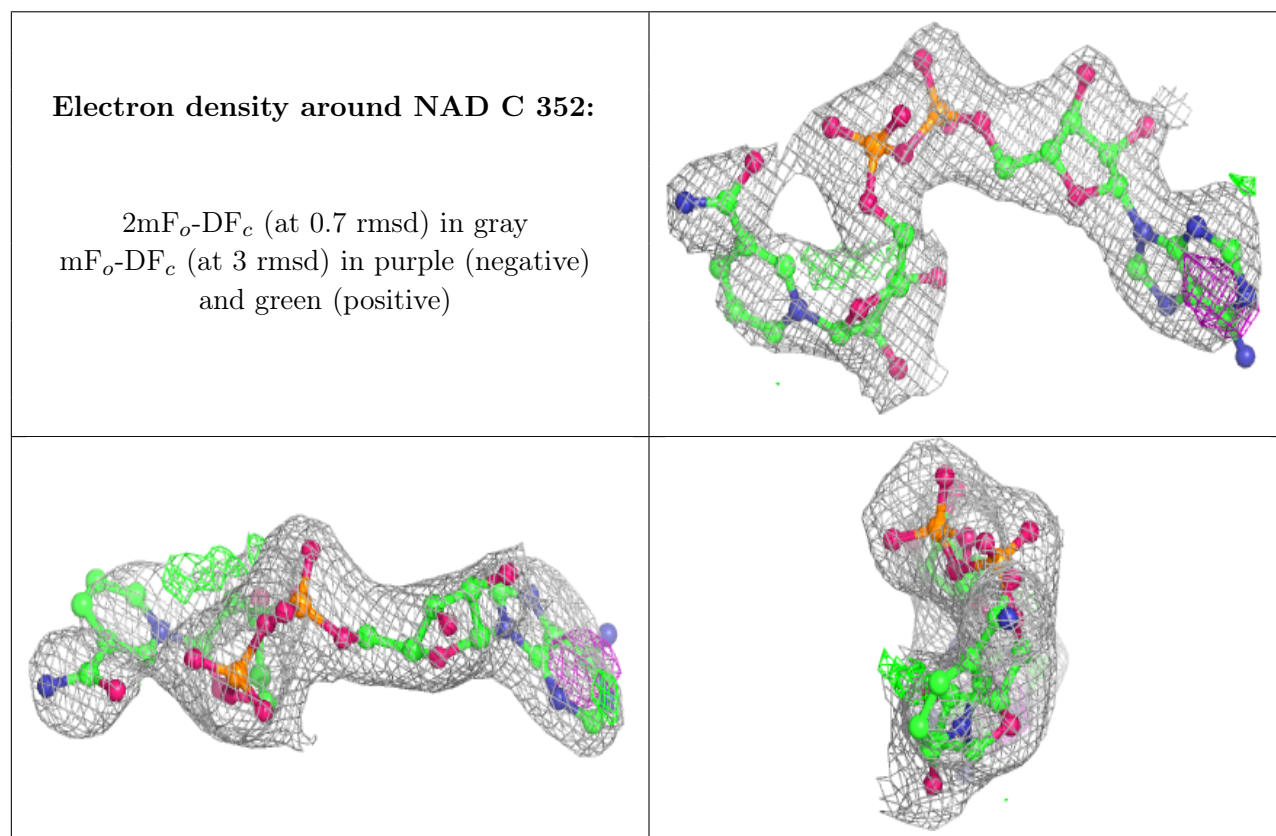 Electron density around NAD C 352:
2mFo-DFc (at 0.7 rmsd) in gray
mFo-DFc (at 3 rmsd) in purple (negative)
and green (positive)